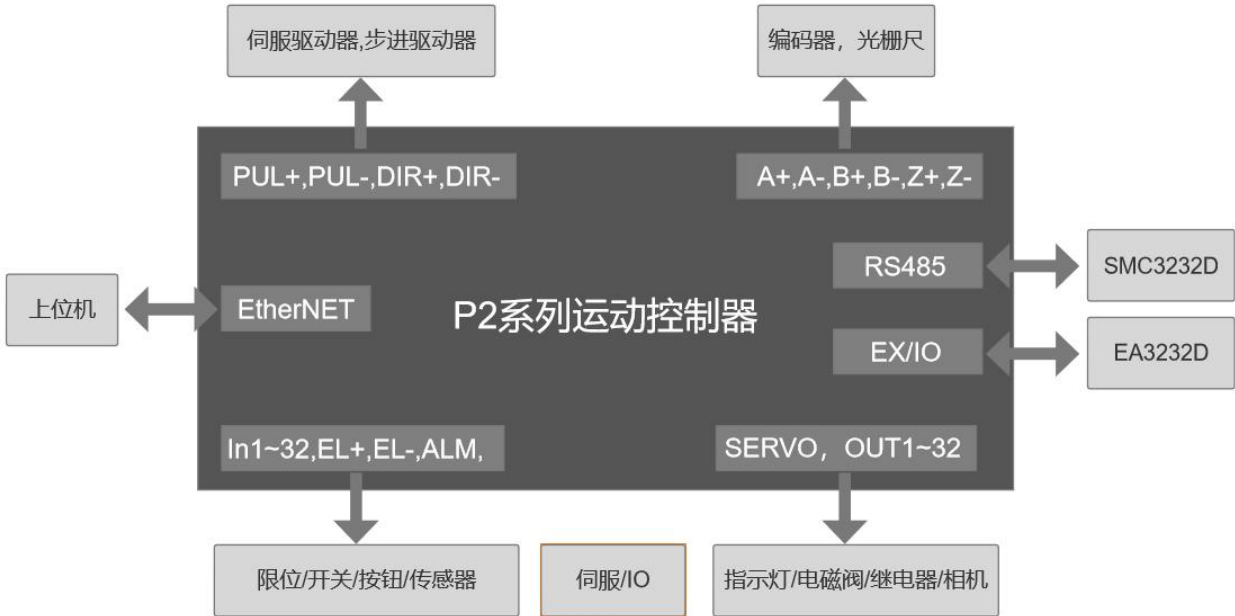 伺服驱动器,步进驱动器
编码器，光栅尺
PUL+,PUL-,DIR+,DIR-
A+,A-,B+,B-,Z+,Z-
RS485
SMC3232D
上位机
EtherNET
P2系列运动控制器
EX/IO
EA3232D
In1~32,EL+,EL-,ALM,
SERVO，OUT1~32
限位/开关/按钮/传感器
伺服/IO
指示灯/电磁阀/继电器/相机